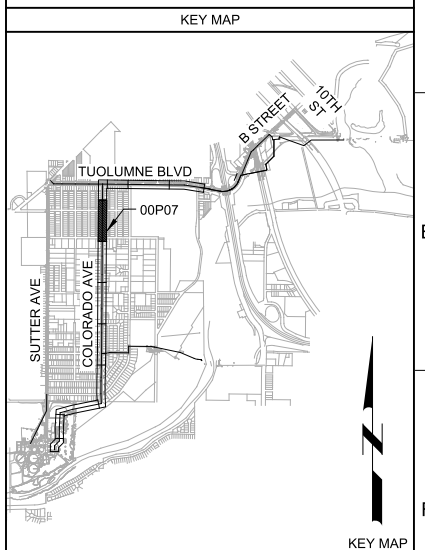 KEY MAP
B STREET
10TH
ST
TUOLUMNE BLVD
00P07
SUTTER AVE
COLORADO AVE
E
N
F
KEY MAP